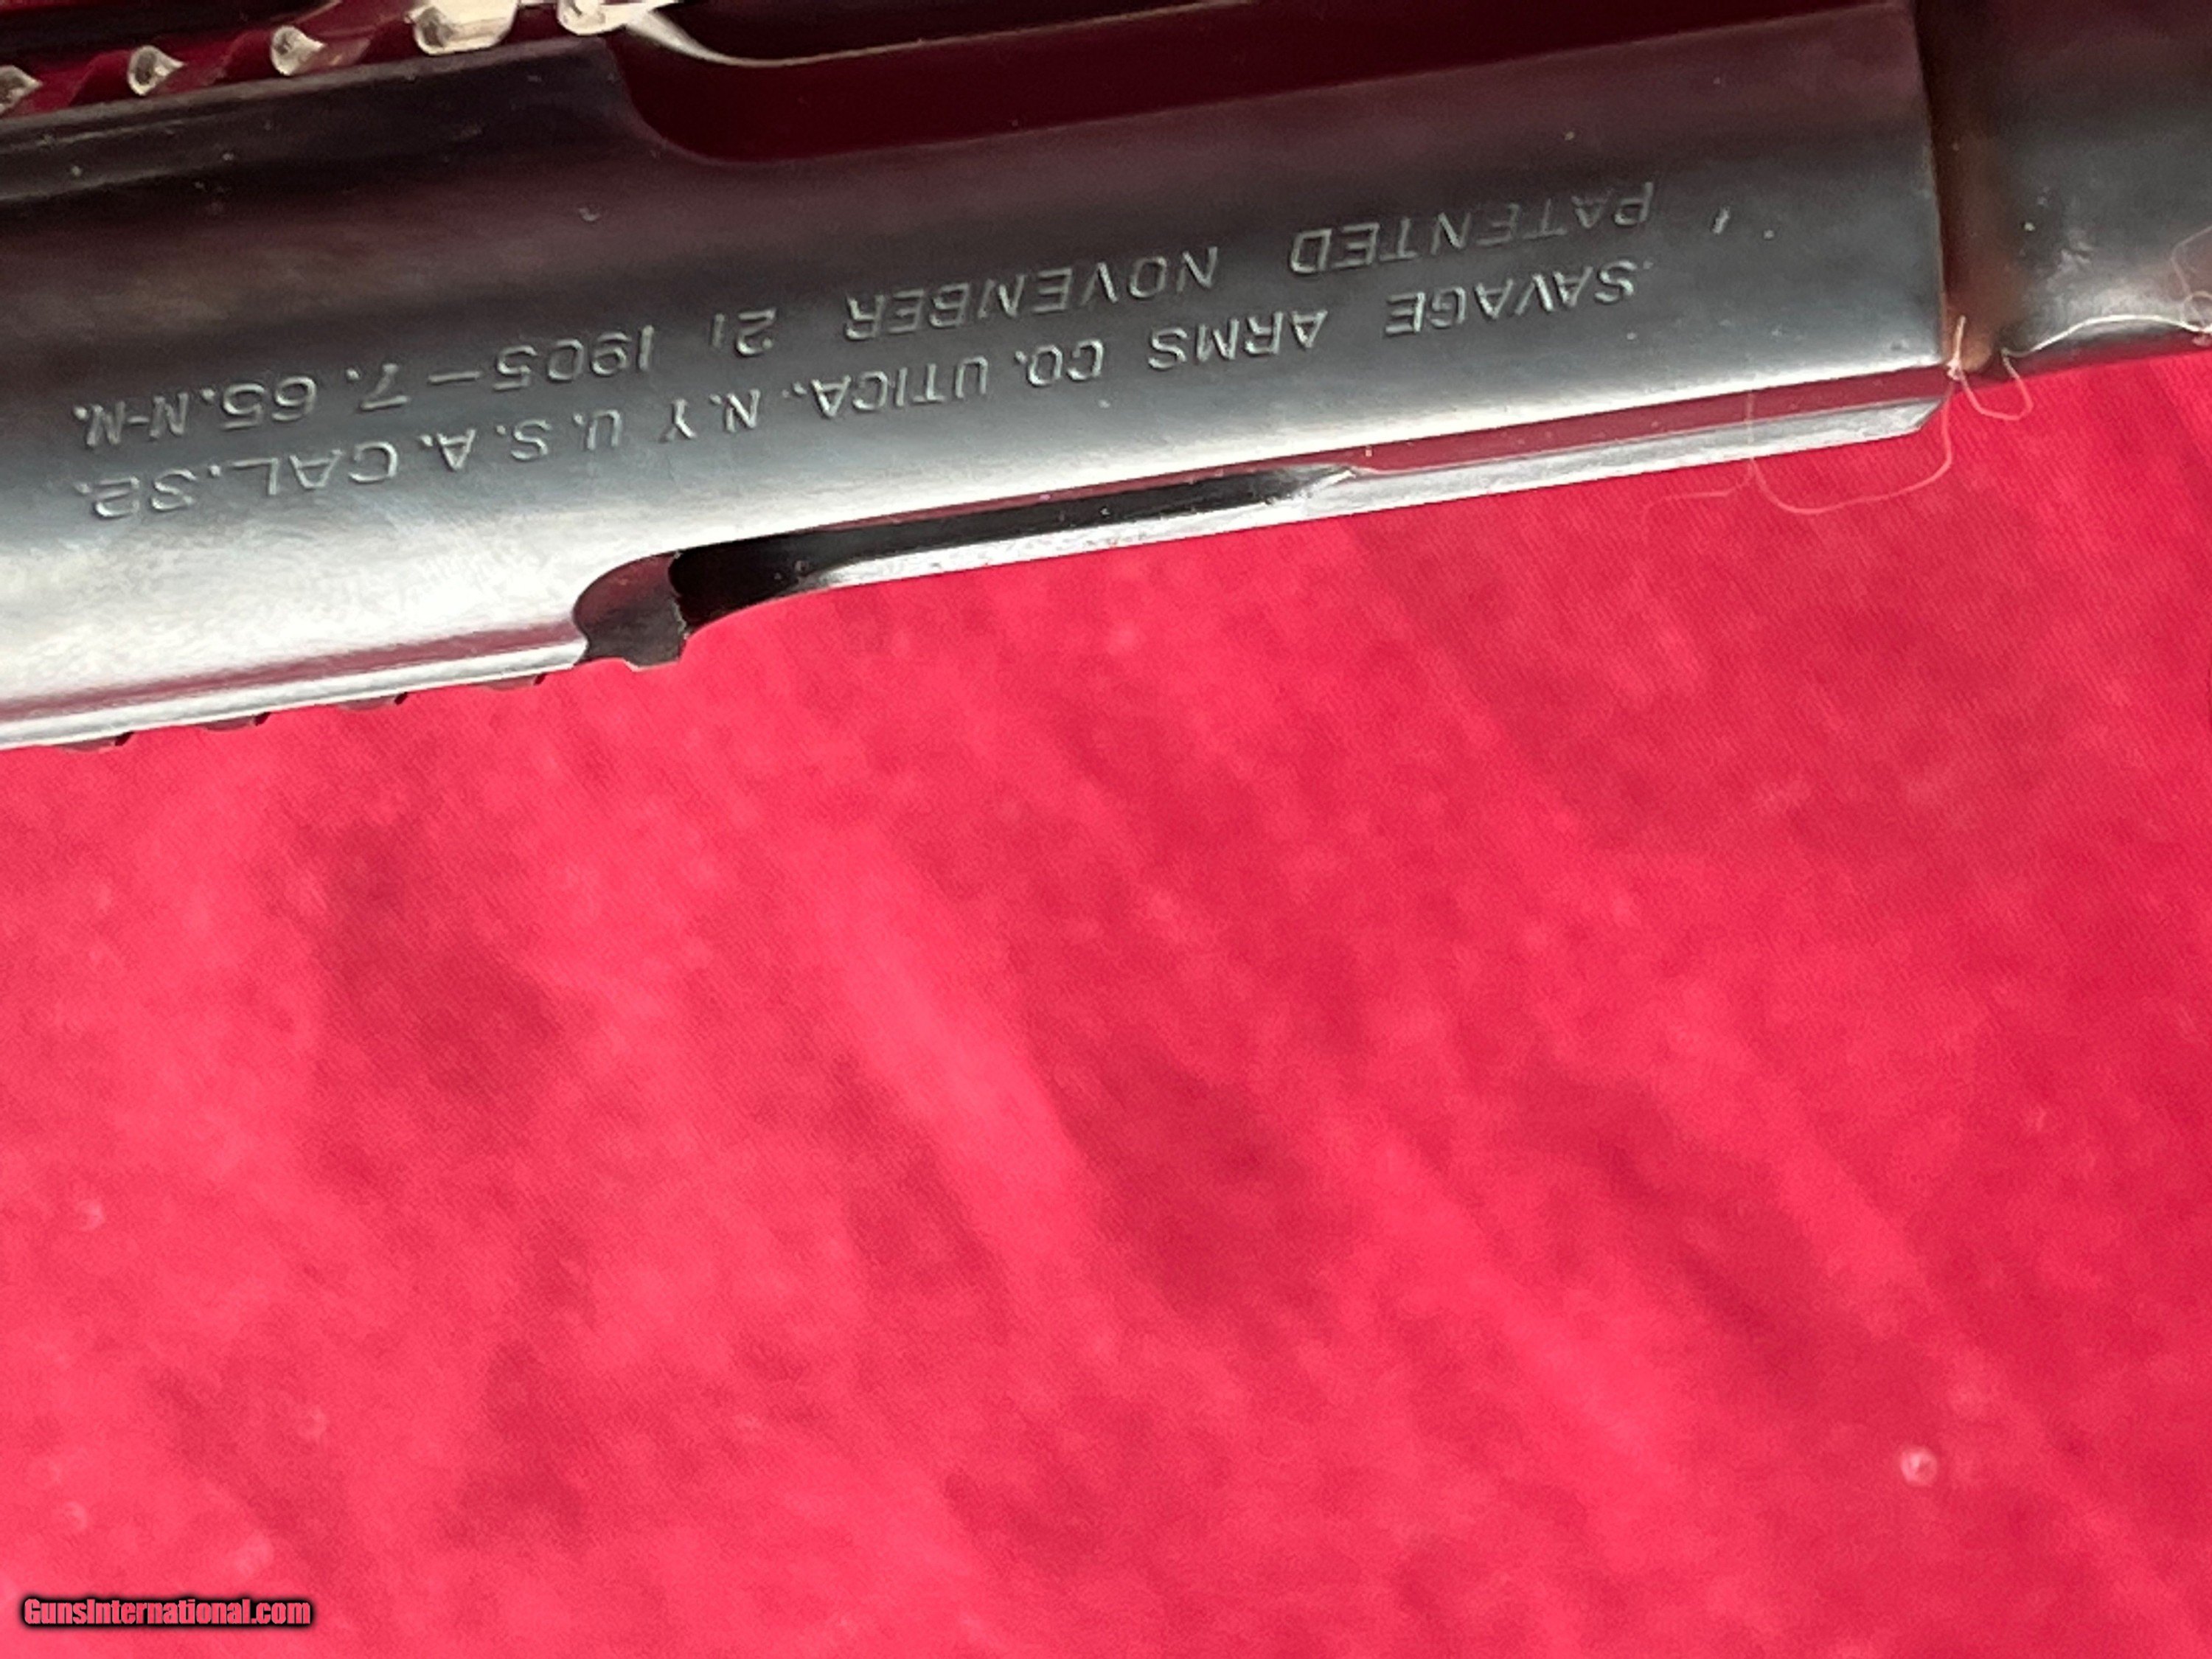 SAVAGE ARMS CO. UTICA,. N.Y U.S.A. CAL.32.
PATENTED NOVEMBER 21 1905–7.65.M-M.
GunsInternational.com